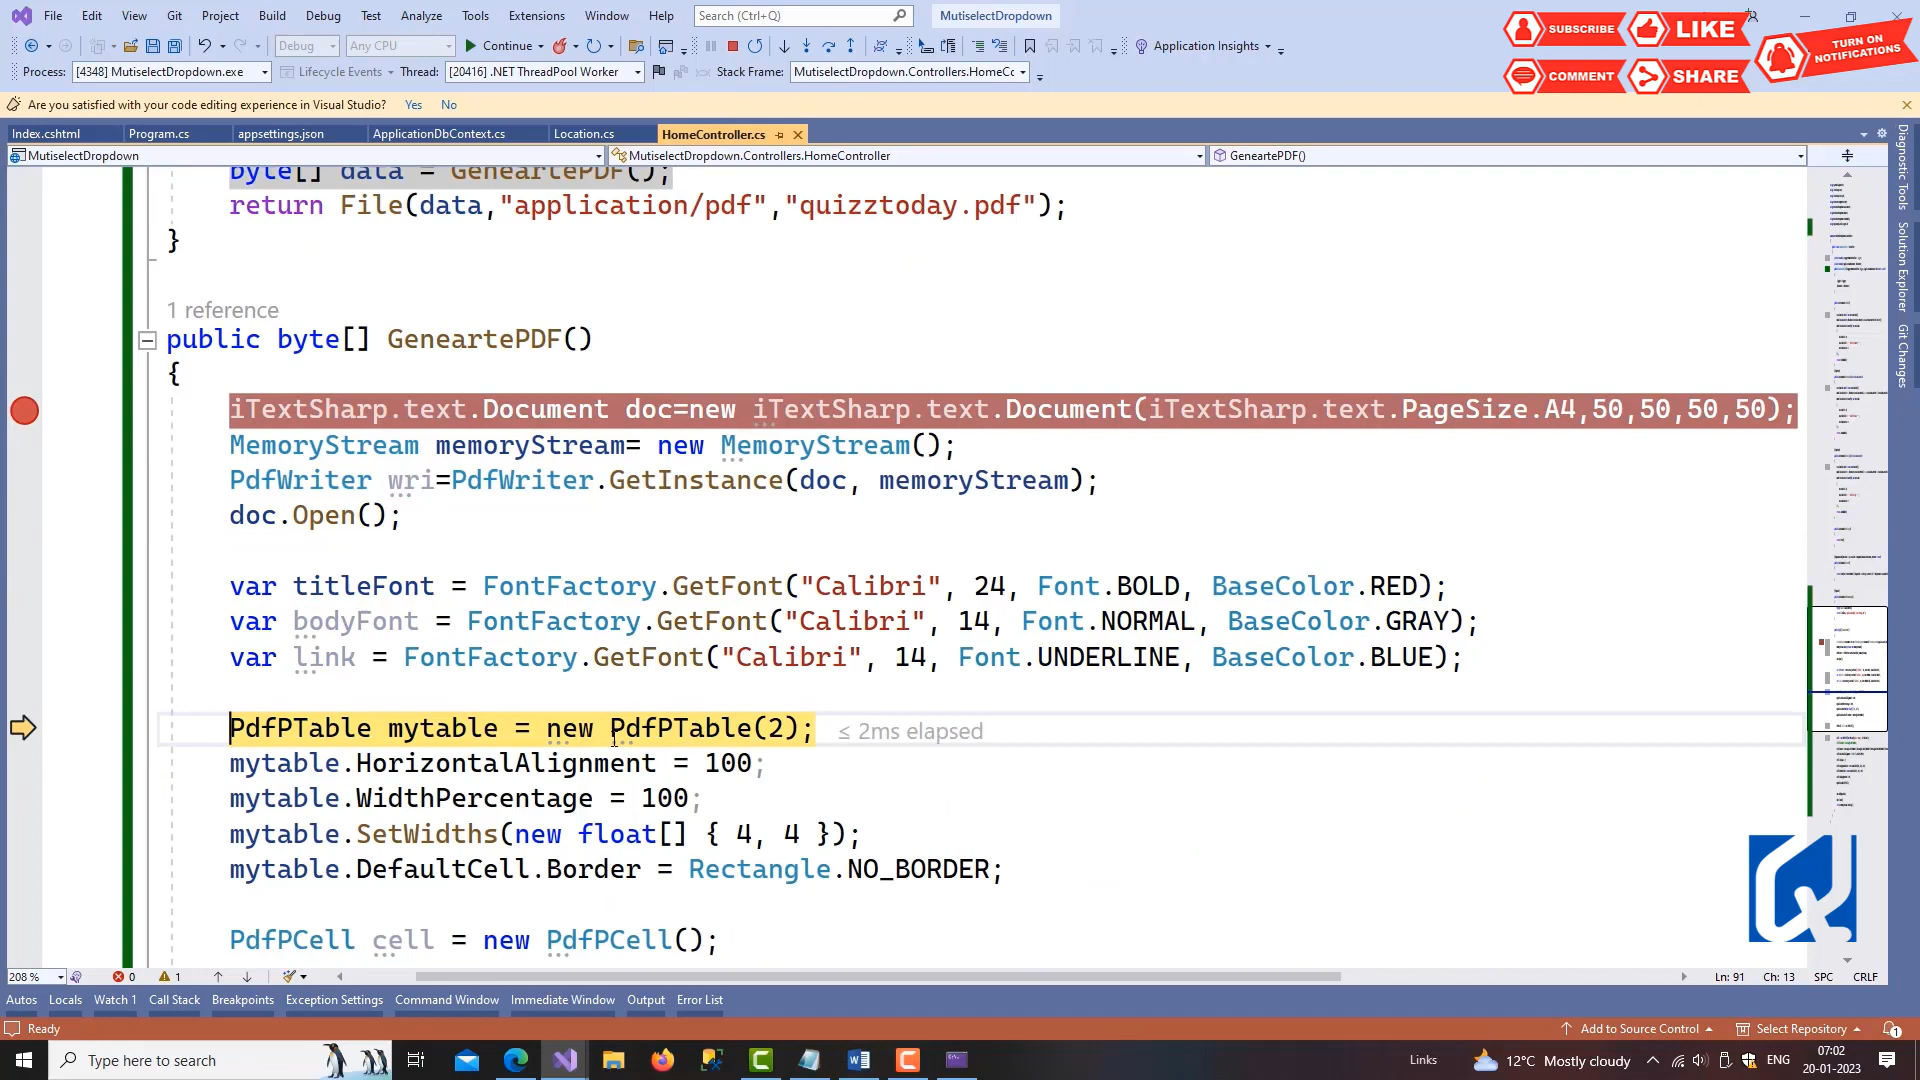 File Edit View Git Project Build Debug Test Analyze Tools Extensions Window Help Search (Ctrl+Q) MutiselectDropdown
SUBSCRIBE LIKE TURN ON NOTIFICATIONS
Debug Any CPU Continue Application Insights
COMMENT SHARE
Process: [4348] MutiselectDropdown.exe Lifecycle Events Thread: [20416] .NET ThreadPool Worker Stack Frame: MutiselectDropdown.Controllers.HomeCc
Are you satisfied with your code editing experience in Visual Studio? Yes No
Index.cshtml Program.cs appsettings.json ApplicationDbContext.cs Location.cs HomeController.cs
MutiselectDropdown MutiselectDropdown.Controllers.HomeController GeneartePDF()
byte[] data = GeneartePDF();
return File(data,"application/pdf","quizztoday.pdf");
}
1 reference
public byte[] GeneartePDF()
{
iTextSharp.text.Document doc=new iTextSharp.text.Document(iTextSharp.text.PageSize.A4,50,50,50,50);
MemoryStream memoryStream= new MemoryStream();
PdfWriter wri=PdfWriter.GetInstance(doc, memoryStream);
doc.Open();
var titleFont = FontFactory.GetFont("Calibri", 24, Font.BOLD, BaseColor.RED);
var bodyFont = FontFactory.GetFont("Calibri", 14, Font.NORMAL, BaseColor.GRAY);
var link = FontFactory.GetFont("Calibri", 14, Font.UNDERLINE, BaseColor.BLUE);
PdfPTable mytable = new PdfPTable(2); ≤ 2ms elapsed
mytable.HorizontalAlignment = 100;
mytable.WidthPercentage = 100;
mytable.SetWidths(new float[] { 4, 4 });
mytable.DefaultCell.Border = Rectangle.NO_BORDER;
PdfPCell cell = new PdfPCell();
Diagnostic Tools
Solution Explorer
Git Changes
208 % 0 1 Ln: 91 Ch: 13 SPC CRLF
Autos Locals Watch 1 Call Stack Breakpoints Exception Settings Command Window Immediate Window Output Error List
Ready Add to Source Control Select Repository 1
Type here to search Links 12°C Mostly cloudy ENG 07:02
20-01-2023